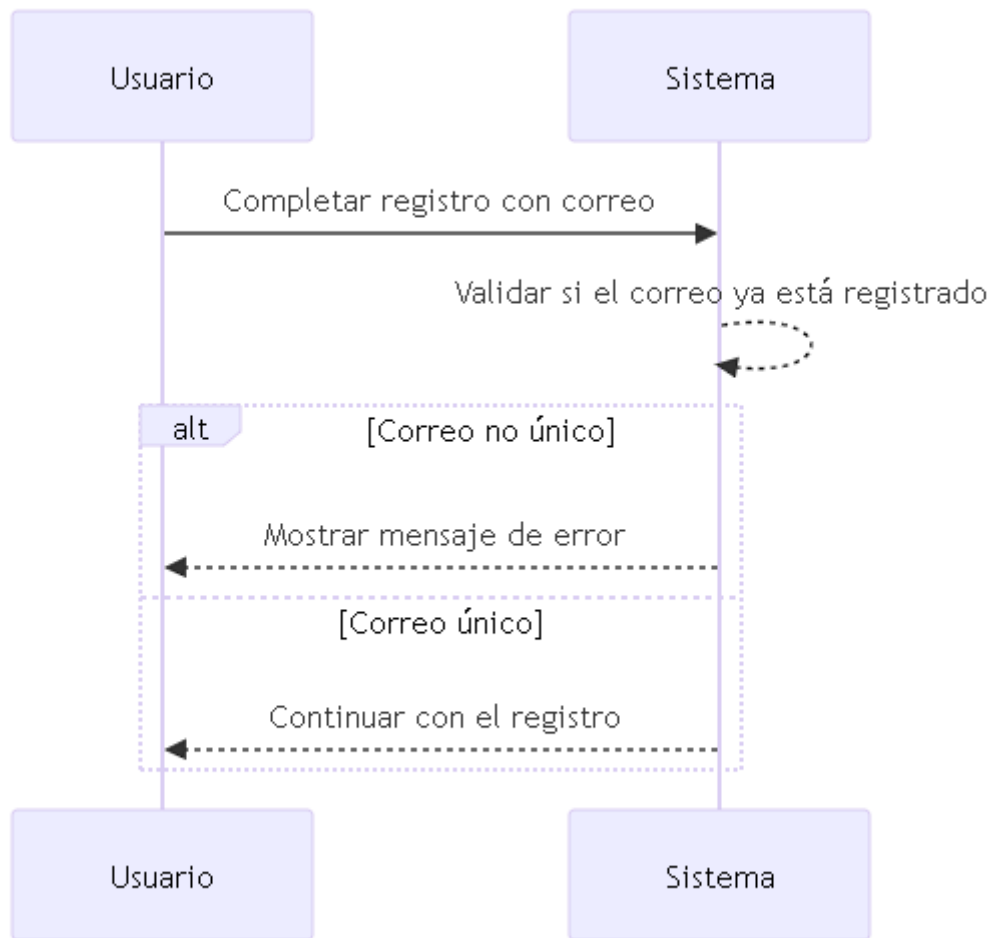 Usuario
Sistema
Completar registro con correo
Validar si el correo ya está registrado
alt
[Correo no único]
Mostrar mensaje de error
[Correo único]
Continuar con el registro
Usuario
Sistema